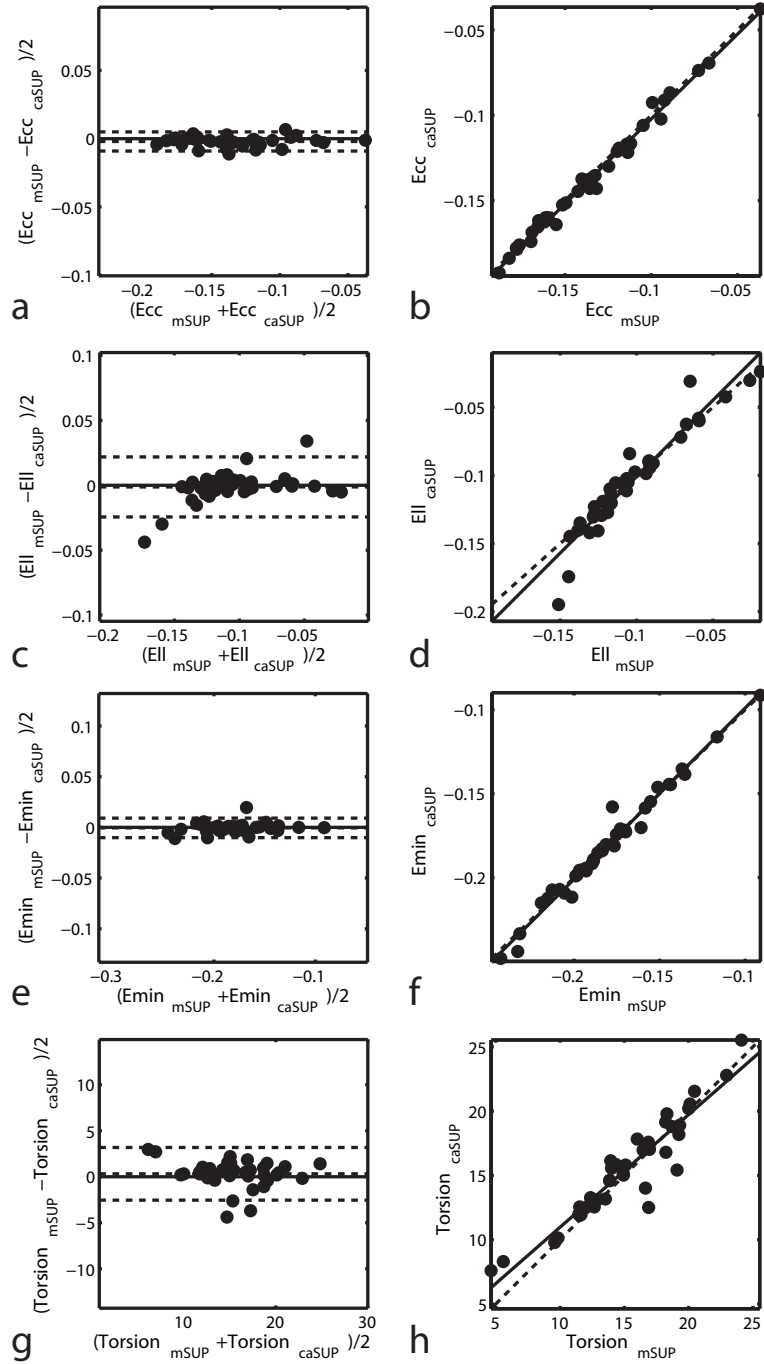 0.05
0
−0.05
−0.1
(Ecc mSUP −Ecc caSUP )/2
−0.2 −0.15 −0.1 −0.05
(Ecc mSUP +Ecc caSUP )/2
a
−0.05
−0.1
−0.15
Ecc caSUP
−0.15 −0.1 −0.05
Ecc mSUP
b
0.1
0.05
0
−0.05
−0.1
(Ell mSUP −Ell caSUP )/2
−0.2 −0.15 −0.1 −0.05
(Ell mSUP +Ell caSUP )/2
c
−0.05
−0.1
−0.15
−0.2
Ell caSUP
−0.15 −0.1 −0.05
Ell mSUP
d
0.1
0.05
0
−0.05
−0.1
(Emin mSUP −Emin caSUP )/2
−0.3 −0.2 −0.1
(Emin mSUP +Emin caSUP )/2
e
−0.1
−0.15
−0.2
Emin caSUP
−0.2 −0.15 −0.1
Emin mSUP
f
10
5
0
−5
−10
(Torsion mSUP −Torsion caSUP )/2
10 20 30
(Torsion mSUP +Torsion caSUP )/2
g
25
20
15
10
5
Torsion caSUP
5 10 15 20 25
Torsion mSUP
h